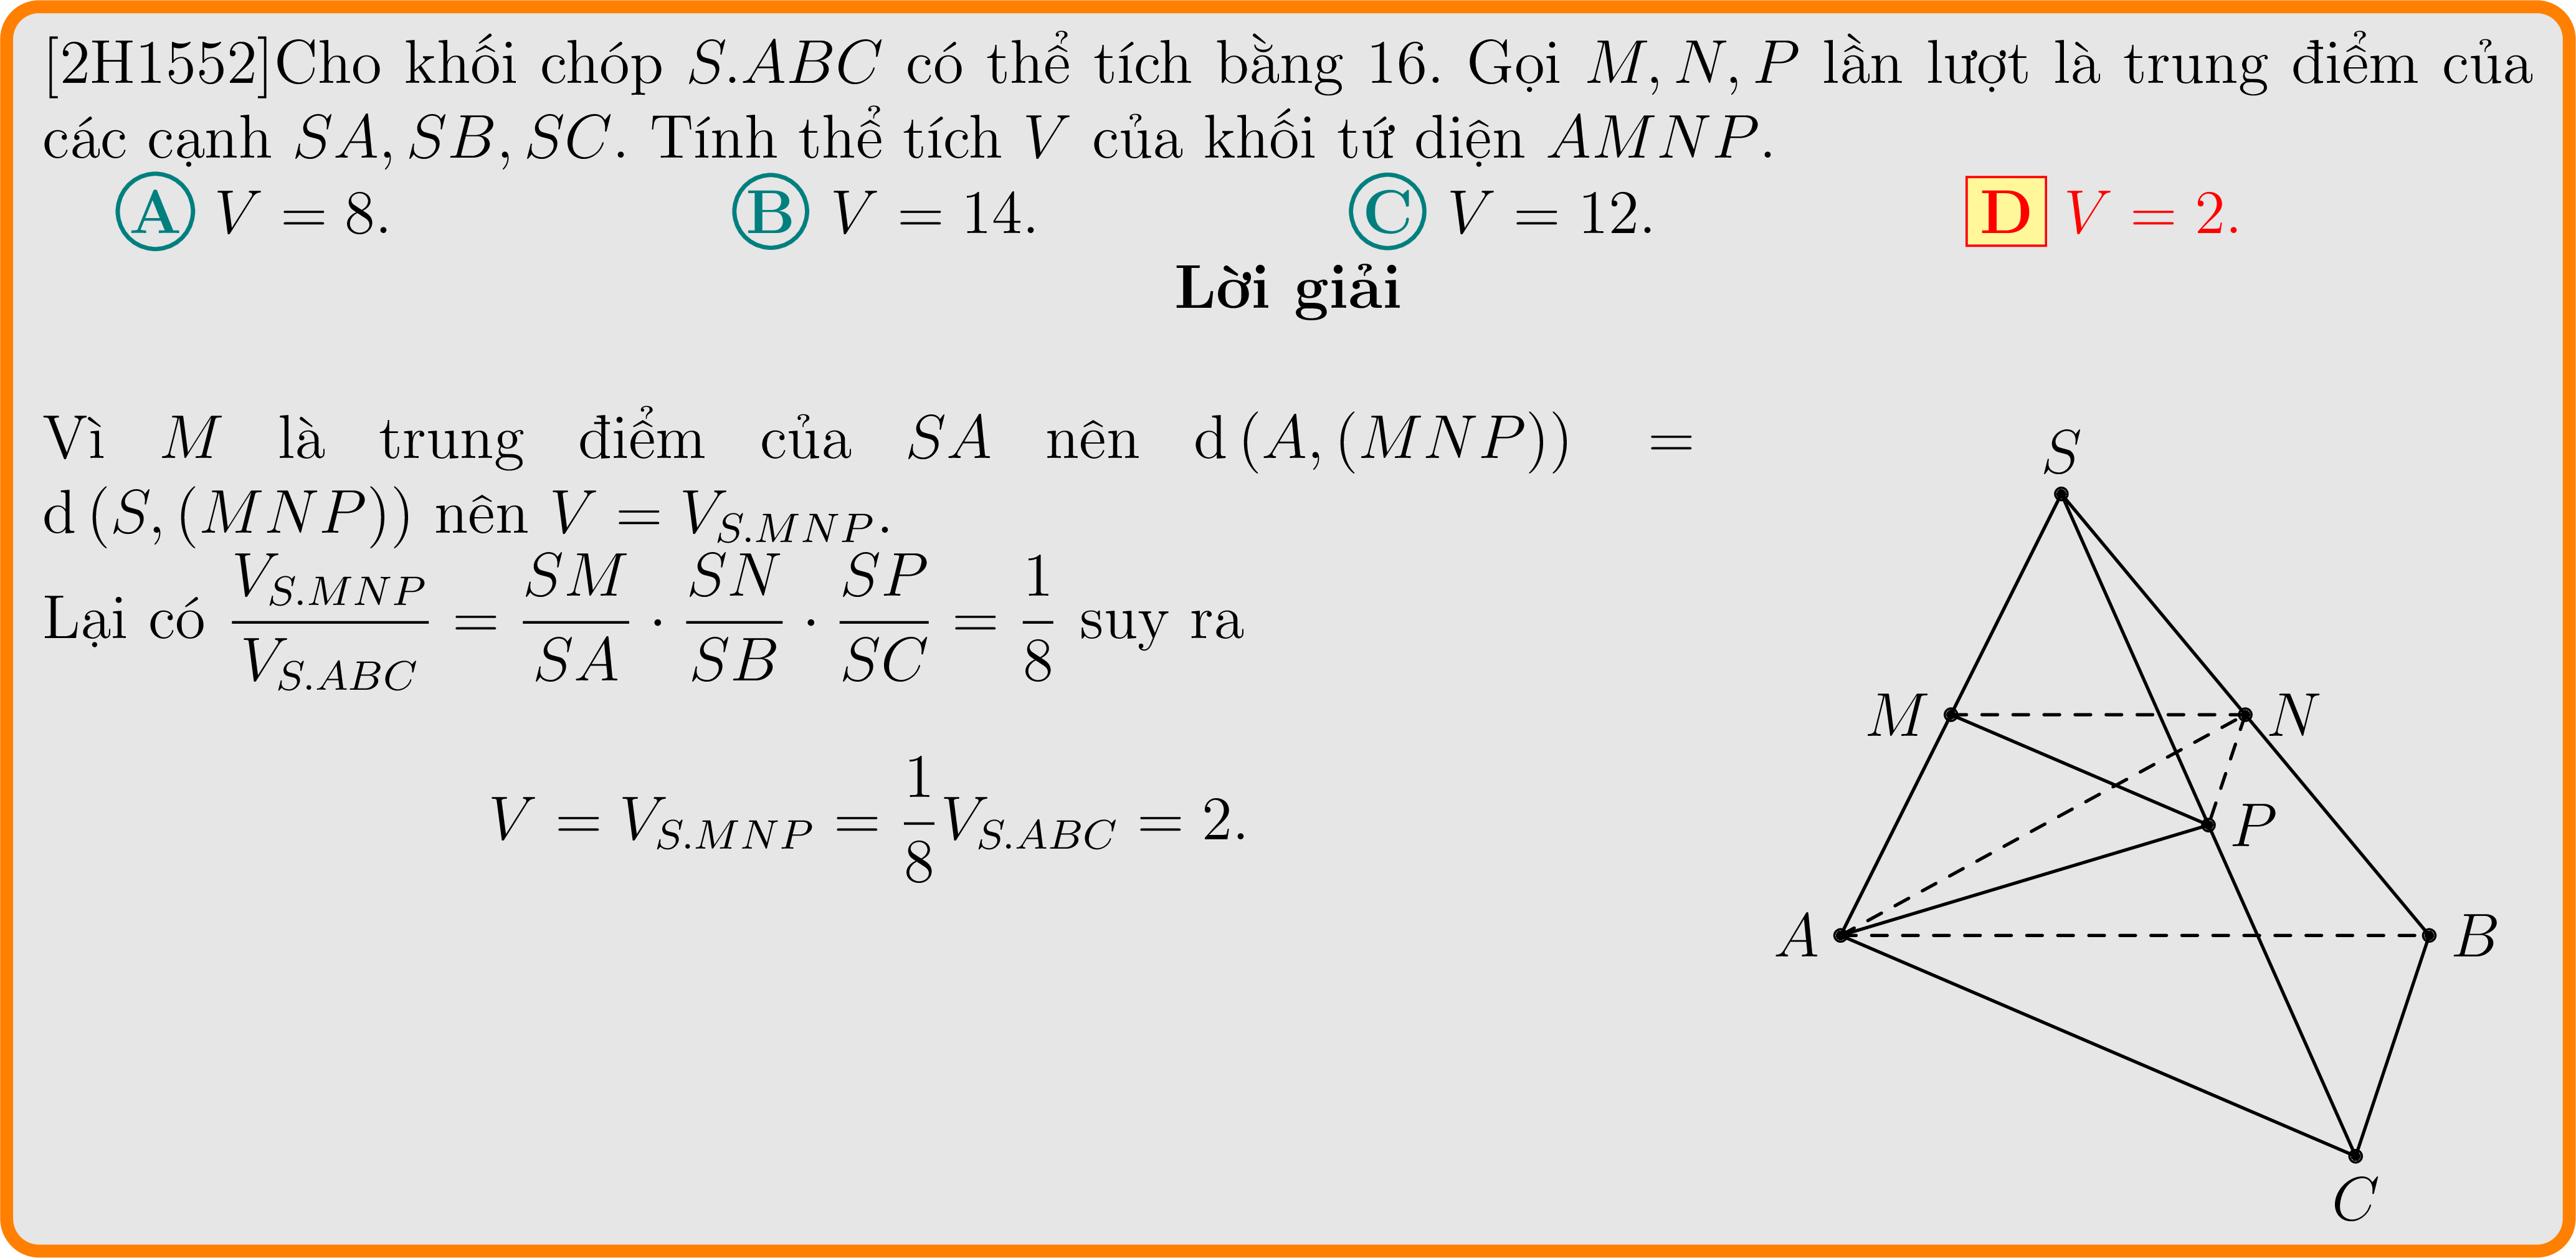 [2H1552]Cho khối chóp S.ABC có thể tích bằng 16. Gọi M, N, P lần lượt là trung điểm của
các cạnh SA, SB, SC. Tính thể tích V của khối tứ diện AMNP.
A V = 8. B V = 14. C V = 12. D V = 2.
Lời giải
Vì M là trung điểm của SA nên d (A, (MNP)) =
d (S, (MNP)) nên V = V_{S.MNP}.
Lại có \frac{V_{S.MNP}}{V_{S.ABC}} = \frac{SM}{SA} · \frac{SN}{SB} · \frac{SP}{SC} = \frac{1}{8} suy ra
V = V_{S.MNP} = \frac{1}{8}V_{S.ABC} = 2.
S
M
N
P
A
B
C